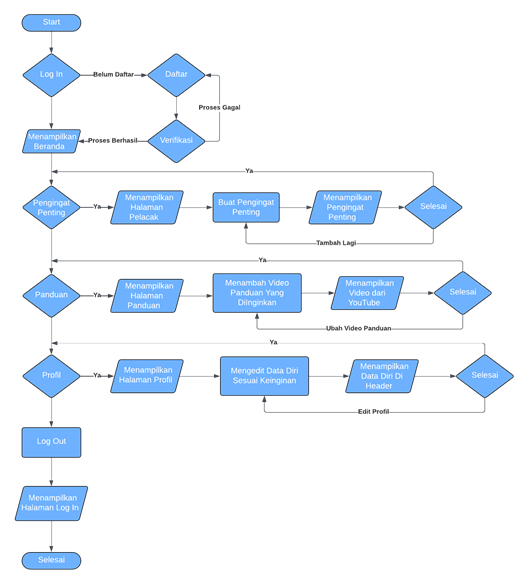 Start
Log In
Belum Daftar
Daftar
Proses Gagal
Menampilkan
Beranda
Proses Berhasil
Verifikasi
Ya
Pengingat
Penting
Ya
Menampilkan
Halaman
Pelacak
Buat Pengingat
Penting
Menampilkan
Pengingat
Penting
Selesai
Tambah Lagi
Ya
Panduan
Ya
Menampilkan
Halaman
Panduan
Menambah Video
Panduan Yang
DiInginkan
Menampilkan
Video dari
YouTube
Selesai
Ubah Video Panduan
Ya
Profil
Ya
Menampilkan
Halaman Profil
Mengedit Data Diri
Sesuai Keinginan
Menampilkan
Data Diri Di
Header
Selesai
Edit Profil
Log Out
Menampilkan
Halaman Log In
Selesai